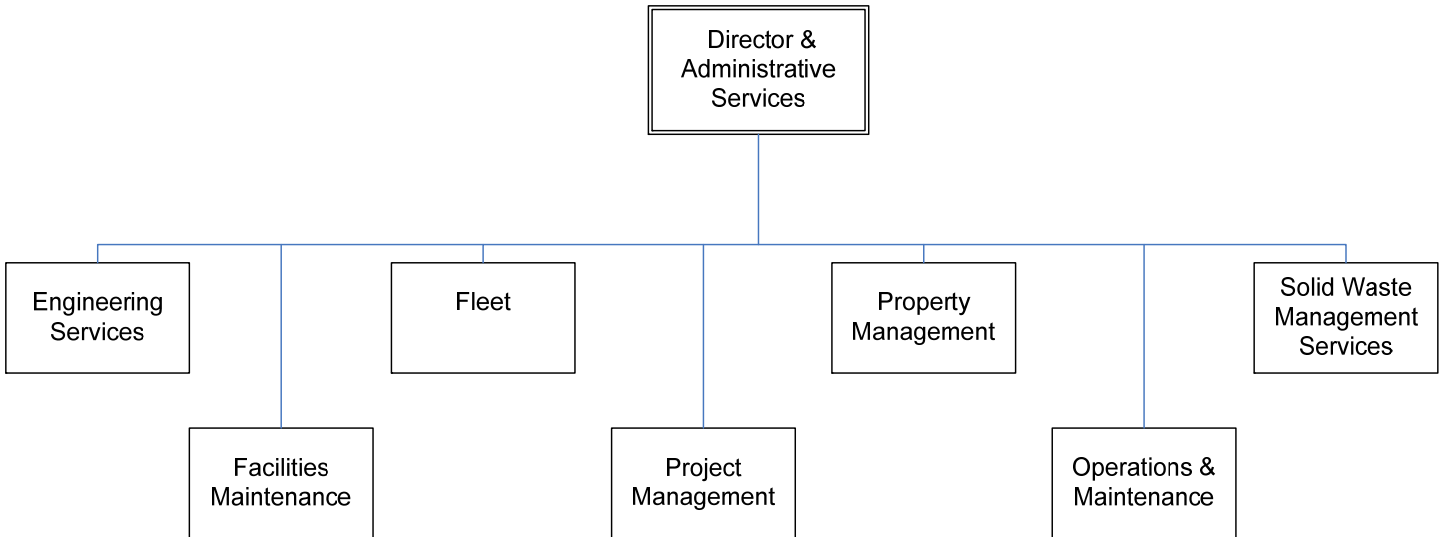 Director &
Administrative
Services
Engineering
Services
Fleet
Property
Management
Solid Waste
Management
Services
Facilities
Maintenance
Project
Management
Operations &
Maintenance